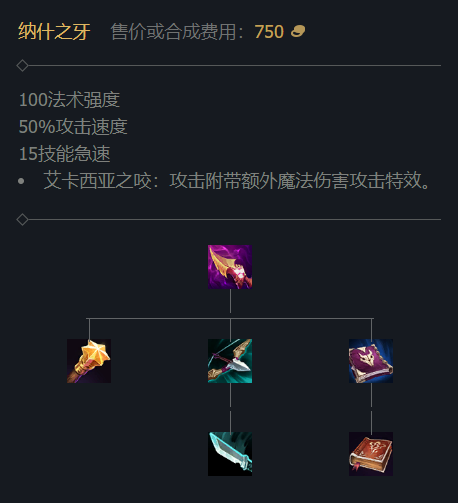 纳什之牙 售价或合成费用：750
100法术强度
50%攻击速度
15技能急速
• 艾卡西亚之咬：攻击附带额外魔法伤害攻击特效。